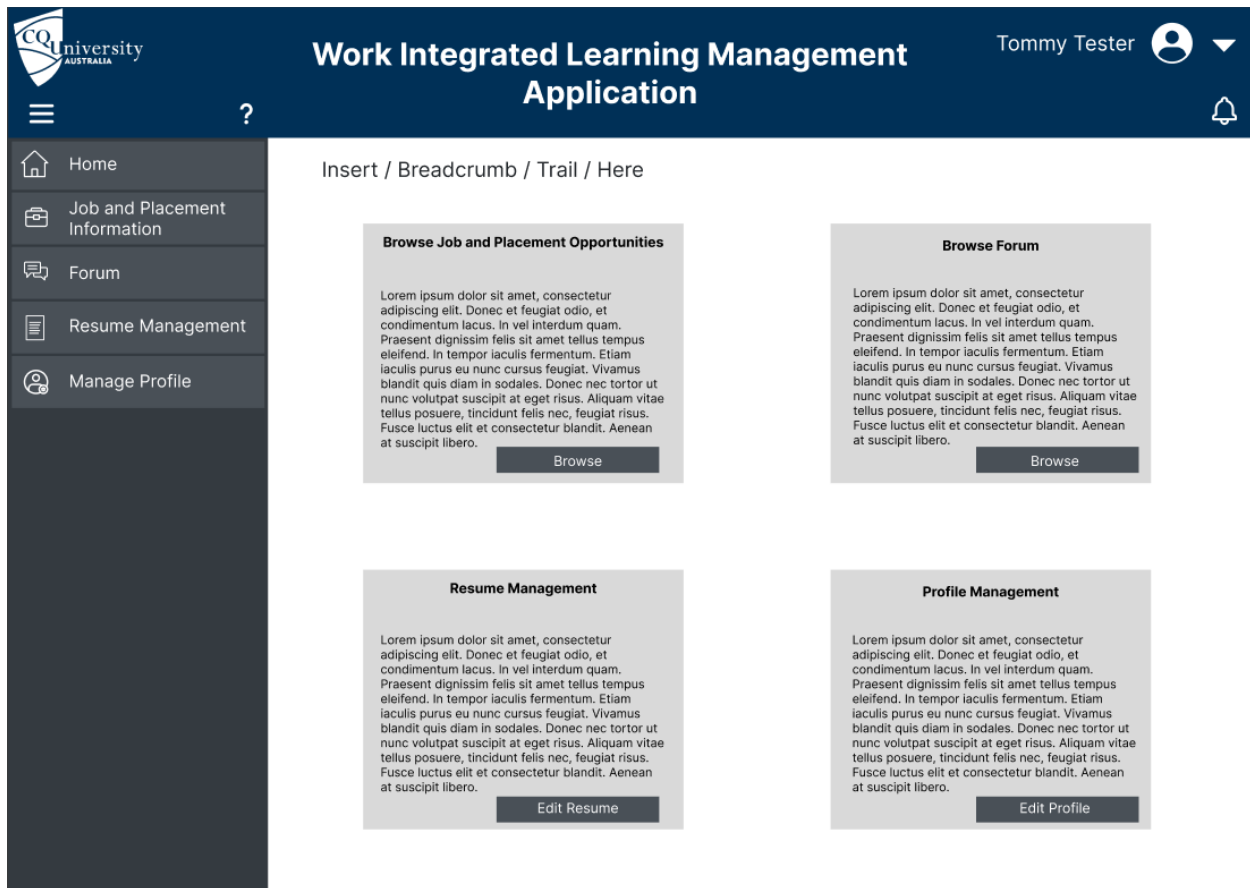 CQUniversity
AUSTRALIA
Work Integrated Learning Management
Application
Tommy Tester
?
Home
Job and Placement
Information
Forum
Resume Management
Manage Profile
Insert / Breadcrumb / Trail / Here
Browse Job and Placement Opportunities
Lorem ipsum dolor sit amet, consectetur
adipiscing elit. Donec et feugiat odio, et
condimentum lacus. In vel interdum quam.
Praesent dignissim felis sit amet tellus tempus
eleifend. In tempor iaculis fermentum. Etiam
iaculis purus eu nunc cursus feugiat. Vivamus
blandit quis diam in sodales. Donec nec tortor ut
nunc volutpat suscipit at eget risus. Aliquam vitae
tellus posuere, tincidunt felis nec, feugiat risus.
Fusce luctus elit et consectetur blandit. Aenean
at suscipit libero.
Browse
Browse Forum
Lorem ipsum dolor sit amet, consectetur
adipiscing elit. Donec et feugiat odio, et
condimentum lacus. In vel interdum quam.
Praesent dignissim felis sit amet tellus tempus
eleifend. In tempor iaculis fermentum. Etiam
iaculis purus eu nunc cursus feugiat. Vivamus
blandit quis diam in sodales. Donec nec tortor ut
nunc volutpat suscipit at eget risus. Aliquam vitae
tellus posuere, tincidunt felis nec, feugiat risus.
Fusce luctus elit et consectetur blandit. Aenean
at suscipit libero.
Browse
Resume Management
Lorem ipsum dolor sit amet, consectetur
adipiscing elit. Donec et feugiat odio, et
condimentum lacus. In vel interdum quam.
Praesent dignissim felis sit amet tellus tempus
eleifend. In tempor iaculis fermentum. Etiam
iaculis purus eu nunc cursus feugiat. Vivamus
blandit quis diam in sodales. Donec nec tortor ut
nunc volutpat suscipit at eget risus. Aliquam vitae
tellus posuere, tincidunt felis nec, feugiat risus.
Fusce luctus elit et consectetur blandit. Aenean
at suscipit libero.
Edit Resume
Profile Management
Lorem ipsum dolor sit amet, consectetur
adipiscing elit. Donec et feugiat odio, et
condimentum lacus. In vel interdum quam.
Praesent dignissim felis sit amet tellus tempus
eleifend. In tempor iaculis fermentum. Etiam
iaculis purus eu nunc cursus feugiat. Vivamus
blandit quis diam in sodales. Donec nec tortor ut
nunc volutpat suscipit at eget risus. Aliquam vitae
tellus posuere, tincidunt felis nec, feugiat risus.
Fusce luctus elit et consectetur blandit. Aenean
at suscipit libero.
Edit Profile